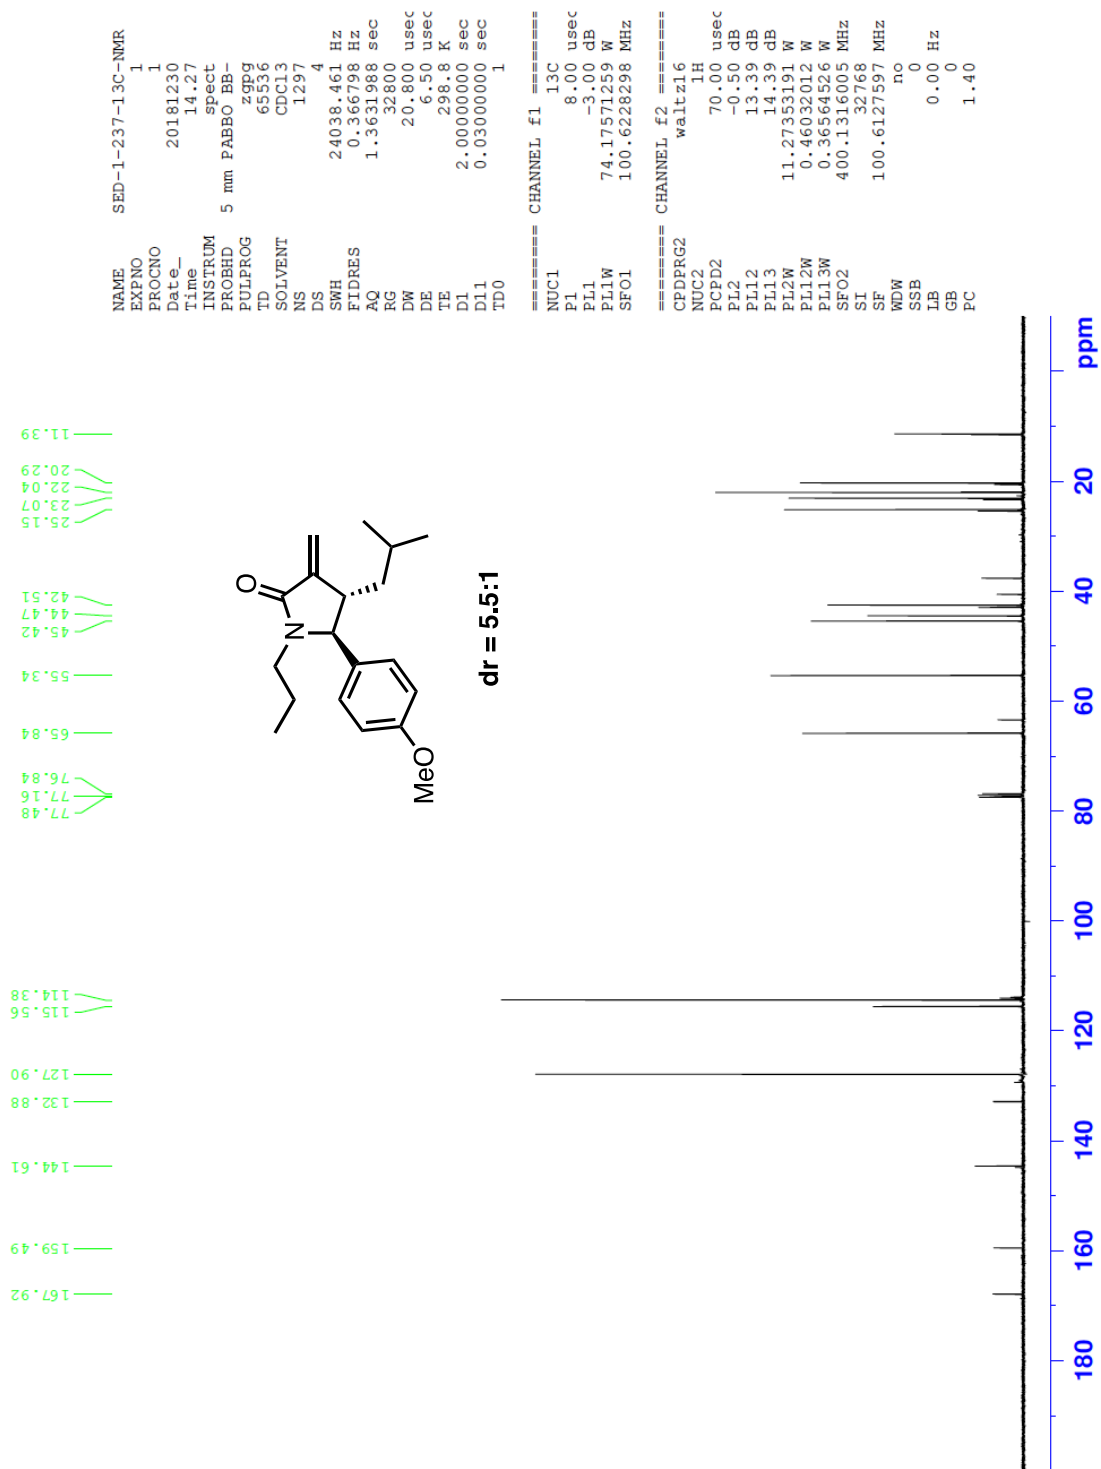 NAME SED-1-237-13C-NMR
EXPNO 1
PROCNO 1
Date_ 20181230
Time 14.27
INSTRUM spect
PROBHD 5 mm PABBO BB-
PULPROG zgpg
TD 65536
SOLVENT CDCl3
NS 1297
DS 4
SWH 24038.461 Hz
FIDRES 0.366798 Hz
AQ 1.3631988 sec
RG 32800
DW 20.800 usec
DE 6.50 usec
TE 298.8 K
D1 2.00000000 sec
D11 0.03000000 sec
TD0 1
======== CHANNEL f1 ========
NUC1 13C
P1 8.00 usec
PL1 -3.00 dB
PL1W 74.17571259 W
SFO1 100.6228298 MHz
======== CHANNEL f2 ========
CPDPRG2 waltz16
NUC2 1H
PCPD2 70.00 usec
PL2 -0.50 dB
PL12 13.39 dB
PL13 14.39 dB
PL2W 11.27353191 W
PL12W 0.46032012 W
PL13W 0.36564526 W
SFO2 400.1316005 MHz
SI 32768
SF 100.6127597 MHz
WDW no
SSB 0
LB 0.00 Hz
GB 0
PC 1.40
11.39
20.29
22.04
23.07
25.15
42.51
44.47
45.42
55.34
65.84
76.84
77.16
77.48
114.38
115.56
127.90
132.88
144.61
159.49
167.92
O
N
MeO
dr = 5.5:1
ppm
20
40
60
80
100
120
140
160
180